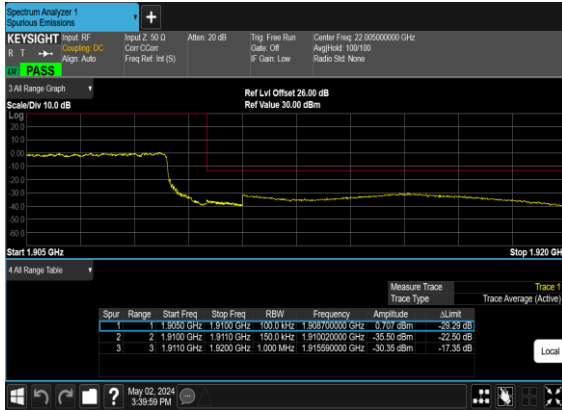 Spectrum Analyzer 1
Spurious Emissions
+
KEYSIGHT Input: RF Input Z: 50 Ω Atten: 20 dB Trig: Free Run Center Freq: 22.005000000 GHz
R T Coupling: DC Corr CCorr Gate: Off Avg|Hold: 100/100
Align: Auto Freq Ref: Int (S) IF Gain: Low Radio Std: None
PASS
3 All Range Graph
Ref Lvl Offset 26.00 dB
Scale/Div 10.0 dB Ref Value 30.00 dBm
Log
20.0
10.0
0.00
-10.0
-20.0
-30.0
-40.0
-50.0
-60.0
Start 1.905 GHz Stop 1.920 GH
4 All Range Table
Measure Trace Trace 1
Trace Type Trace Average (Active)
Spur Range Start Freq Stop Freq RBW Frequency Amplitude ΔLimit
1 1 1.9050 GHz 1.9100 GHz 100.0 kHz 1.908700000 GHz 0.707 dBm -29.29 dB
2 2 1.9100 GHz 1.9110 GHz 150.0 kHz 1.910020000 GHz -35.50 dBm -22.50 dB
3 3 1.9110 GHz 1.9200 GHz 1.000 MHz 1.915590000 GHz -30.35 dBm -17.35 dB
Local
?
May 02, 2024
3:39:59 PM